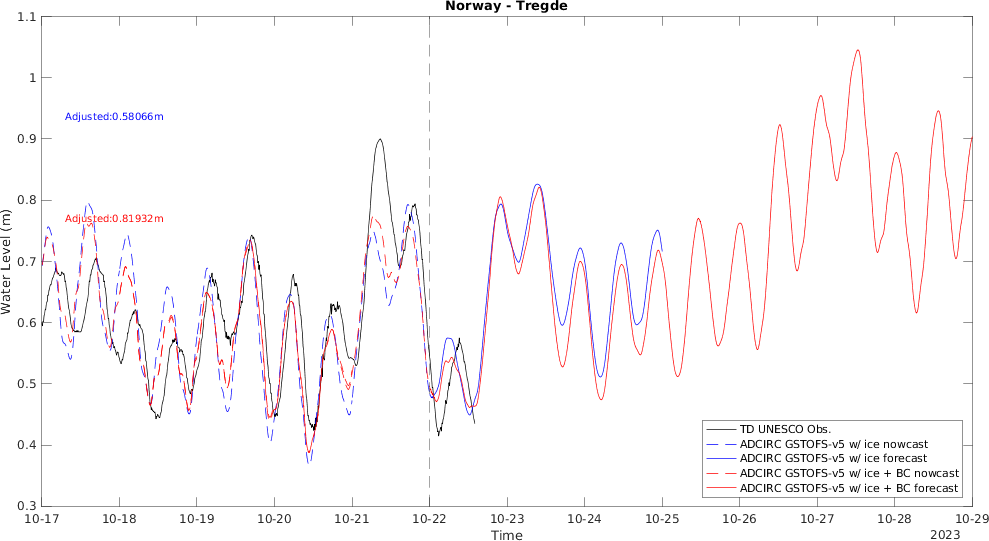 Norway - Tregde
1.1
1
0.9
0.8
0.7
0.6
0.5
0.4
0.3
Water Level (m)
Adjusted:0.58066m
Adjusted:0.81932m
TD UNESCO Obs.
ADCIRC GSTOFS-v5 w/ ice nowcast
ADCIRC GSTOFS-v5 w/ ice forecast
ADCIRC GSTOFS-v5 w/ ice + BC nowcast
ADCIRC GSTOFS-v5 w/ ice + BC forecast
10-17 10-18 10-19 10-20 10-21 10-22 10-23 10-24 10-25 10-26 10-27 10-28 10-29
Time
2023